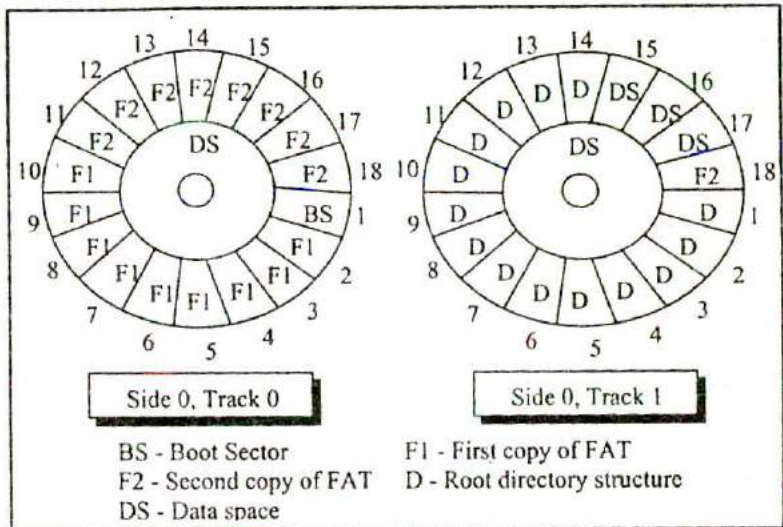 14
13 15
12 16
11 17
10 18
9 1
8 2
7 3
6 4
5
F2 F2 F2 F2 F2 F2 F2 F2
F1 F1 F1 F1 F1 F1 F1 F1 F1
BS
DS
Side 0, Track 0
14
13 15
12 16
11 17
10 18
9 1
8 2
7 3
6 4
5
D D D DS DS DS
D D D D D D D D D D D
F2
DS
Side 0, Track 1
BS - Boot Sector
F1 - First copy of FAT
F2 - Second copy of FAT
D - Root directory structure
DS - Data space